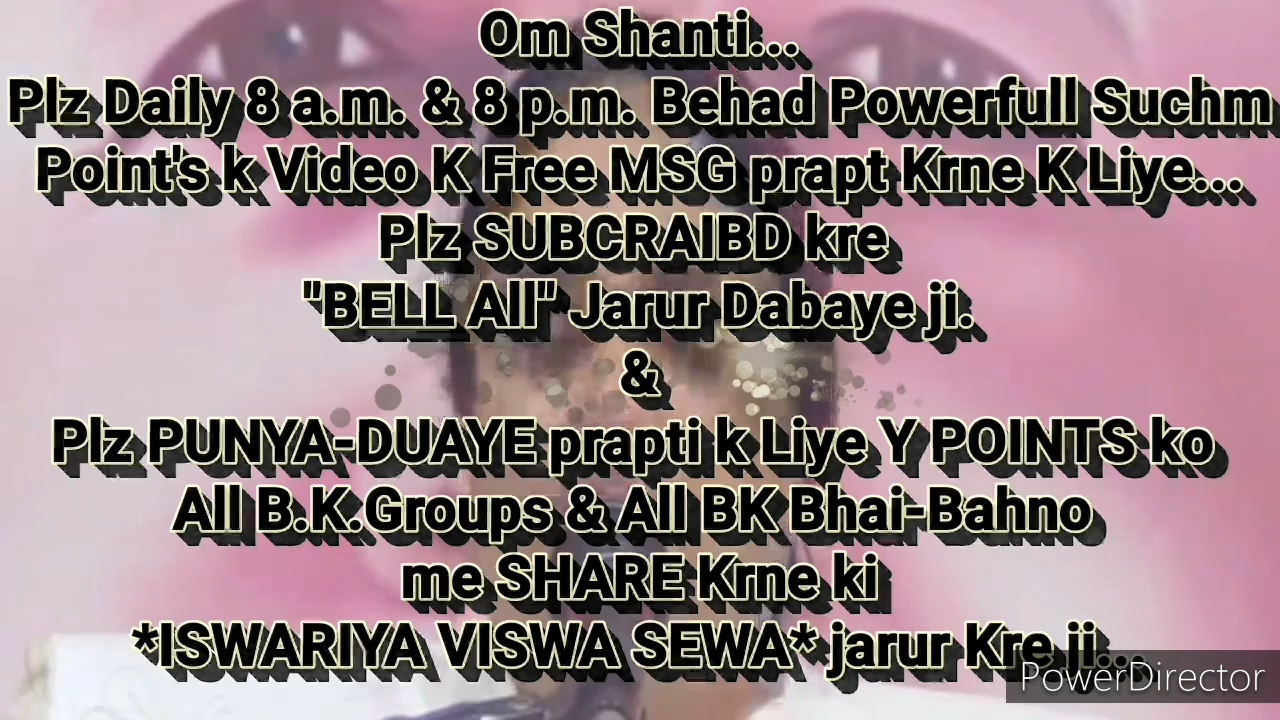 Om Shanti...
Plz Daily 8 a.m. & 8 p.m. Behad Powerfull Suchm
Point's k Video K Free MSG prapt Krne K Liye...
Plz SUBCRAIBD kre
"BELL All" Jarur Dabaye ji.
&
Plz PUNYA-DUAYE prapti k Liye Y POINTS ko
All B.K.Groups & All BK Bhai-Bahno
me SHARE Krne ki
*ISWARIYA VISWA SEWA* jarur Kre ji...
PowerDirector